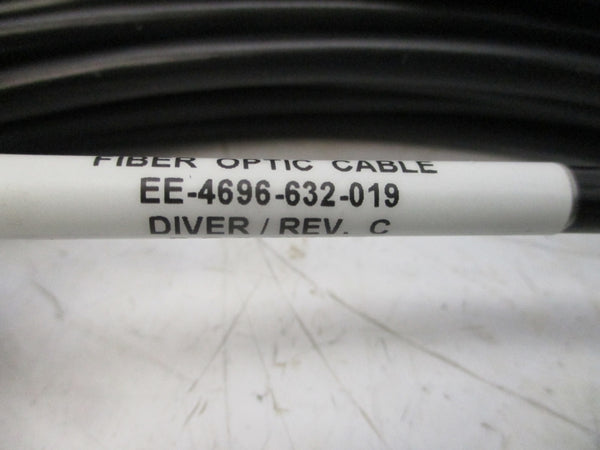 FIBER OPTIC CABLE
EE-4696-632-019
DIVER / REV. C